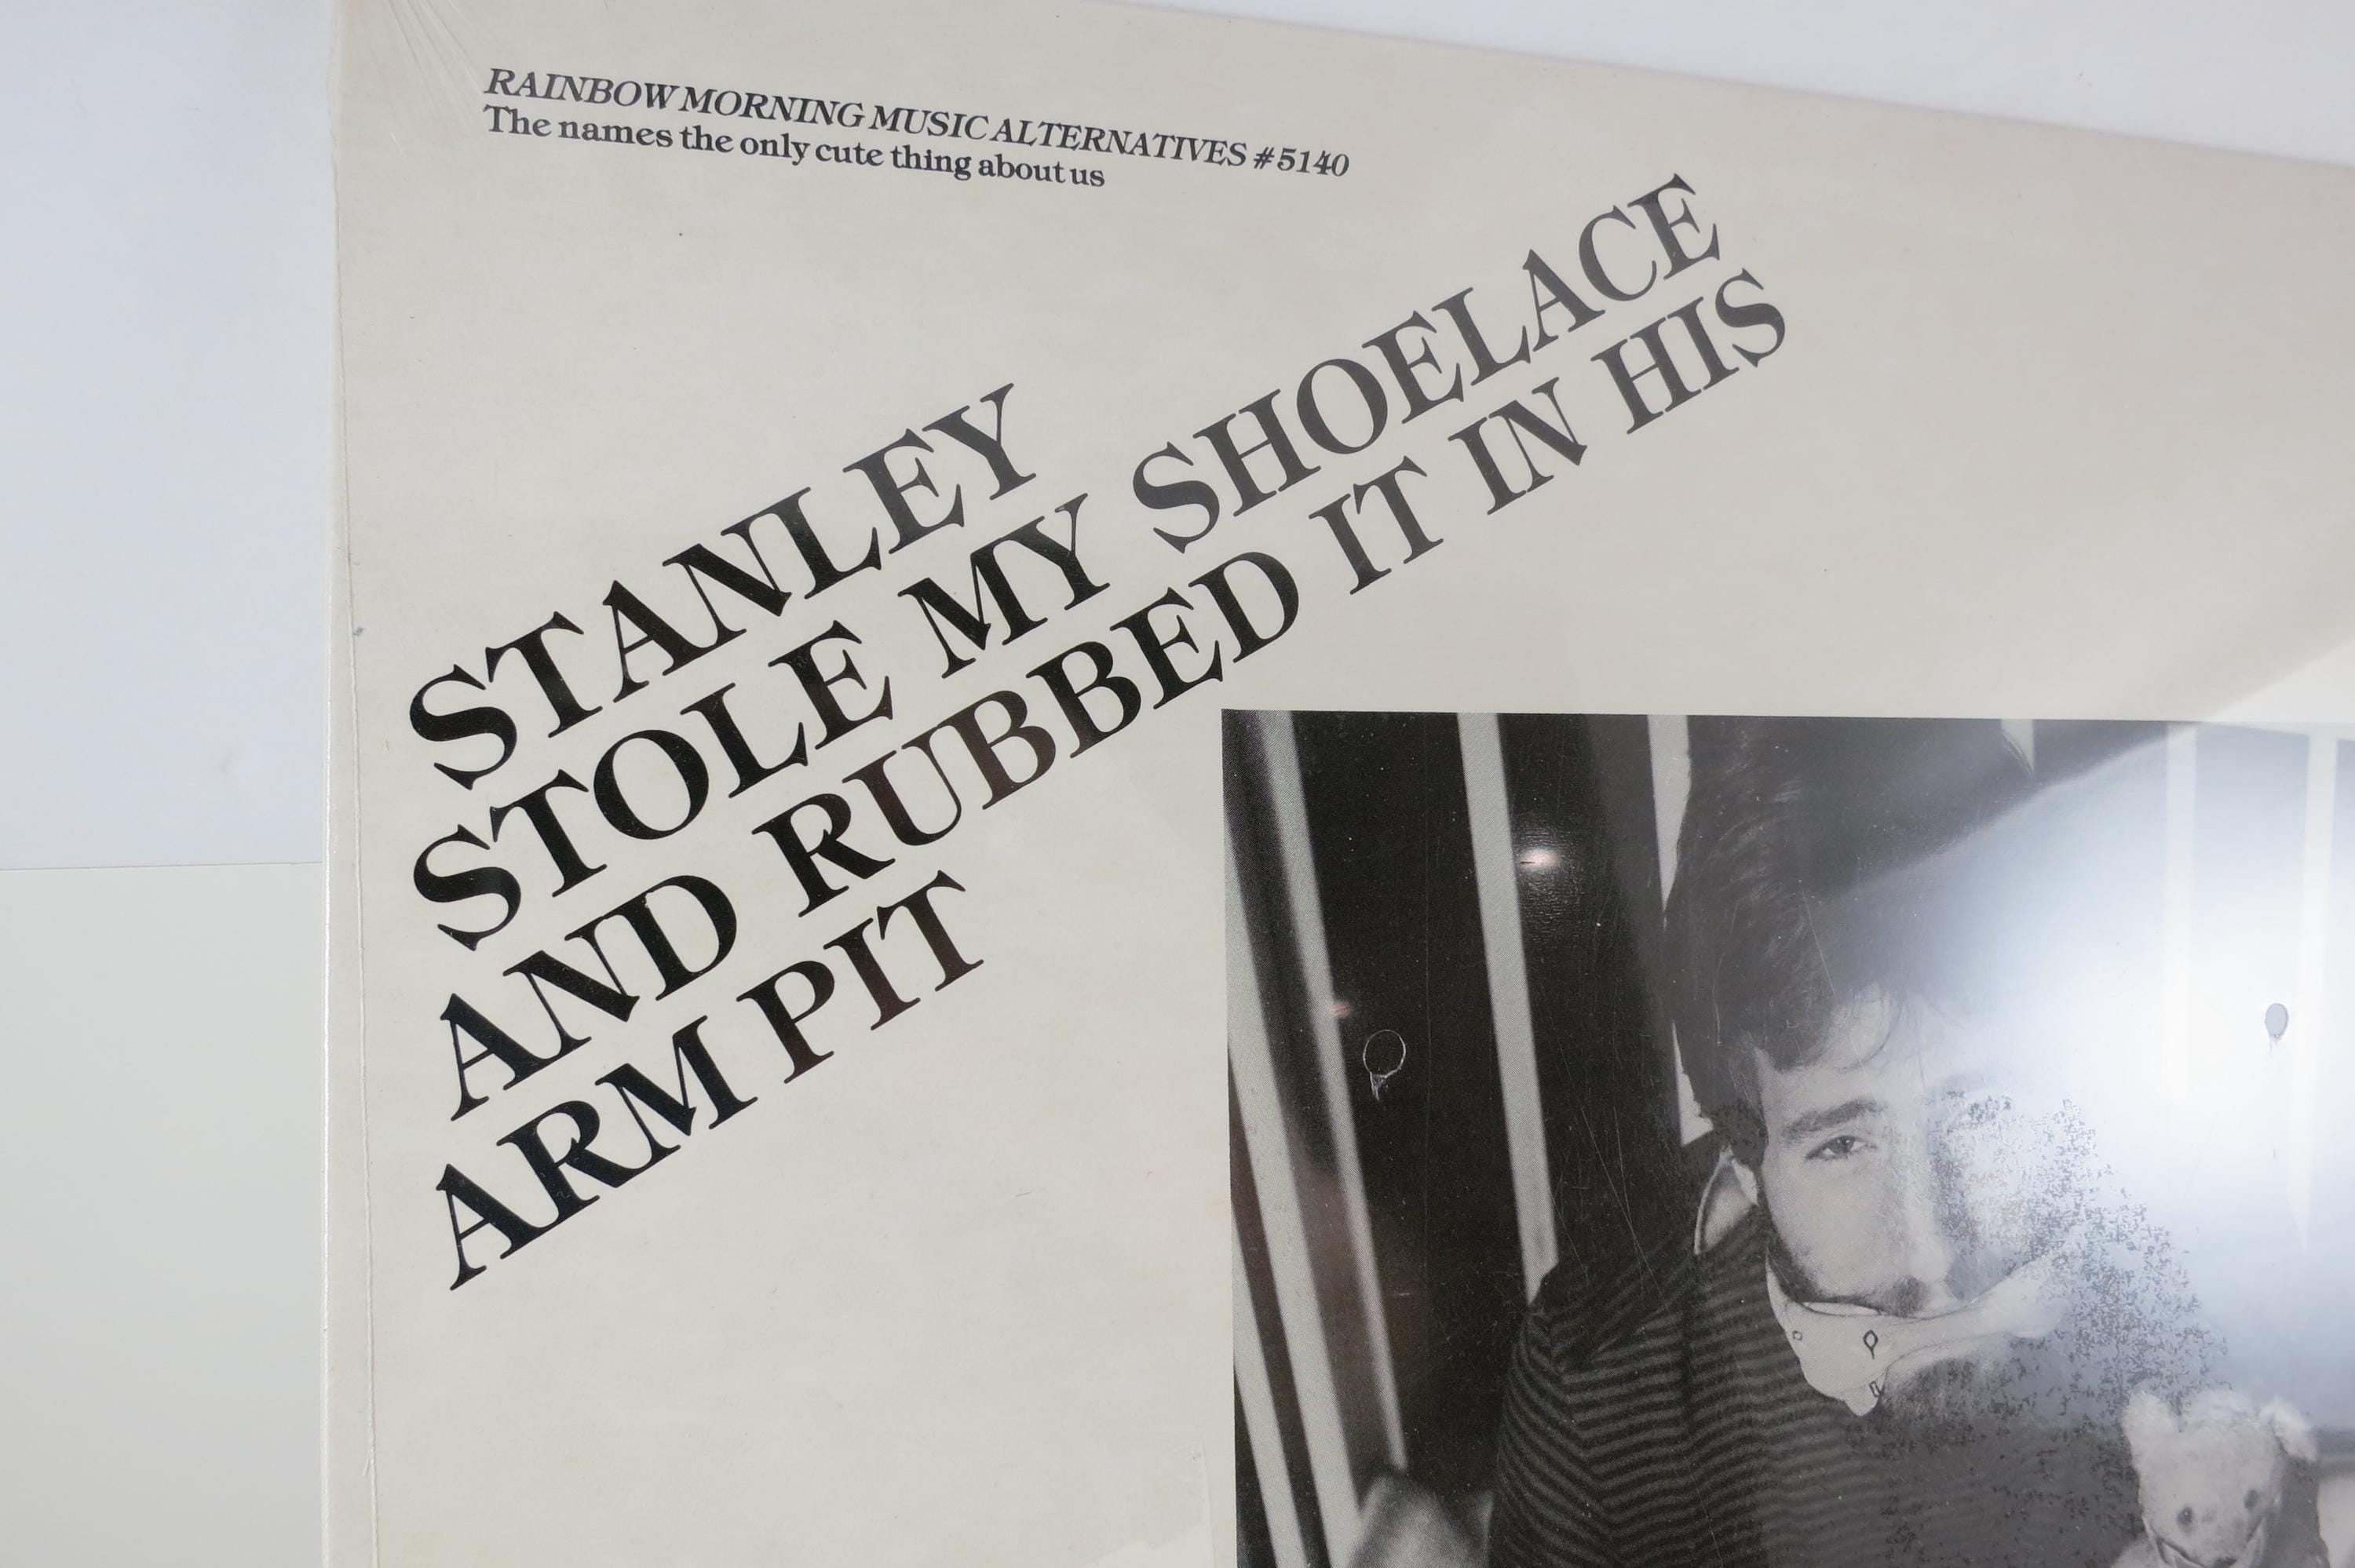 RAINBOW MORNING MUSIC ALTERNATIVES #5140
The names the only cute thing about us
STANLEY
STOLE MY SHOELACE
AND RUBBED IT IN HIS
ARM PIT